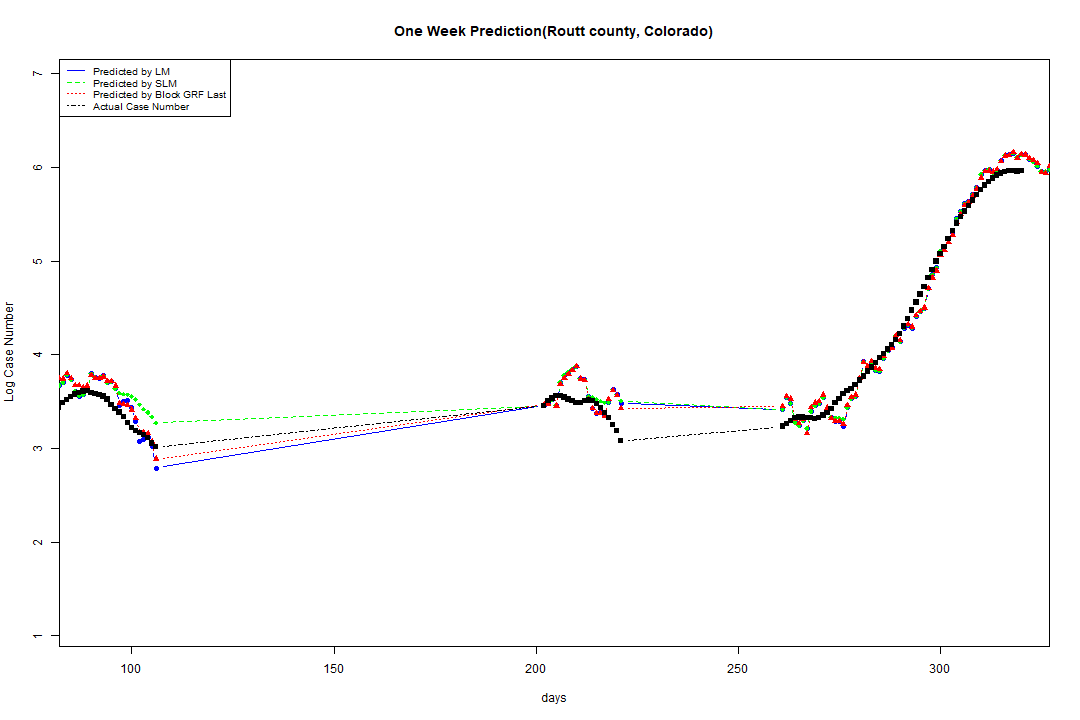 One Week Prediction(Routt county, Colorado)
Predicted by LM
Predicted by SLM
Predicted by Block GRF Last
Actual Case Number
Log Case Number
7
6
5
4
3
2
1
100
150
200
250
300
days